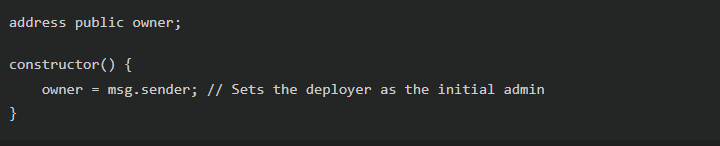 address public owner;
constructor() {
    owner = msg.sender; // Sets the deployer as the initial admin
}